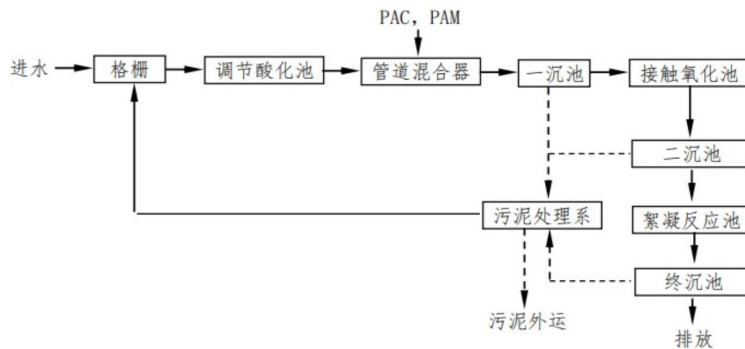 PAC，PAM
进水
格栅
调节酸化池
管道混合器
一沉池
接触氧化池
二沉池
污泥处理系
絮凝反应池
终沉池
污泥外运
排放